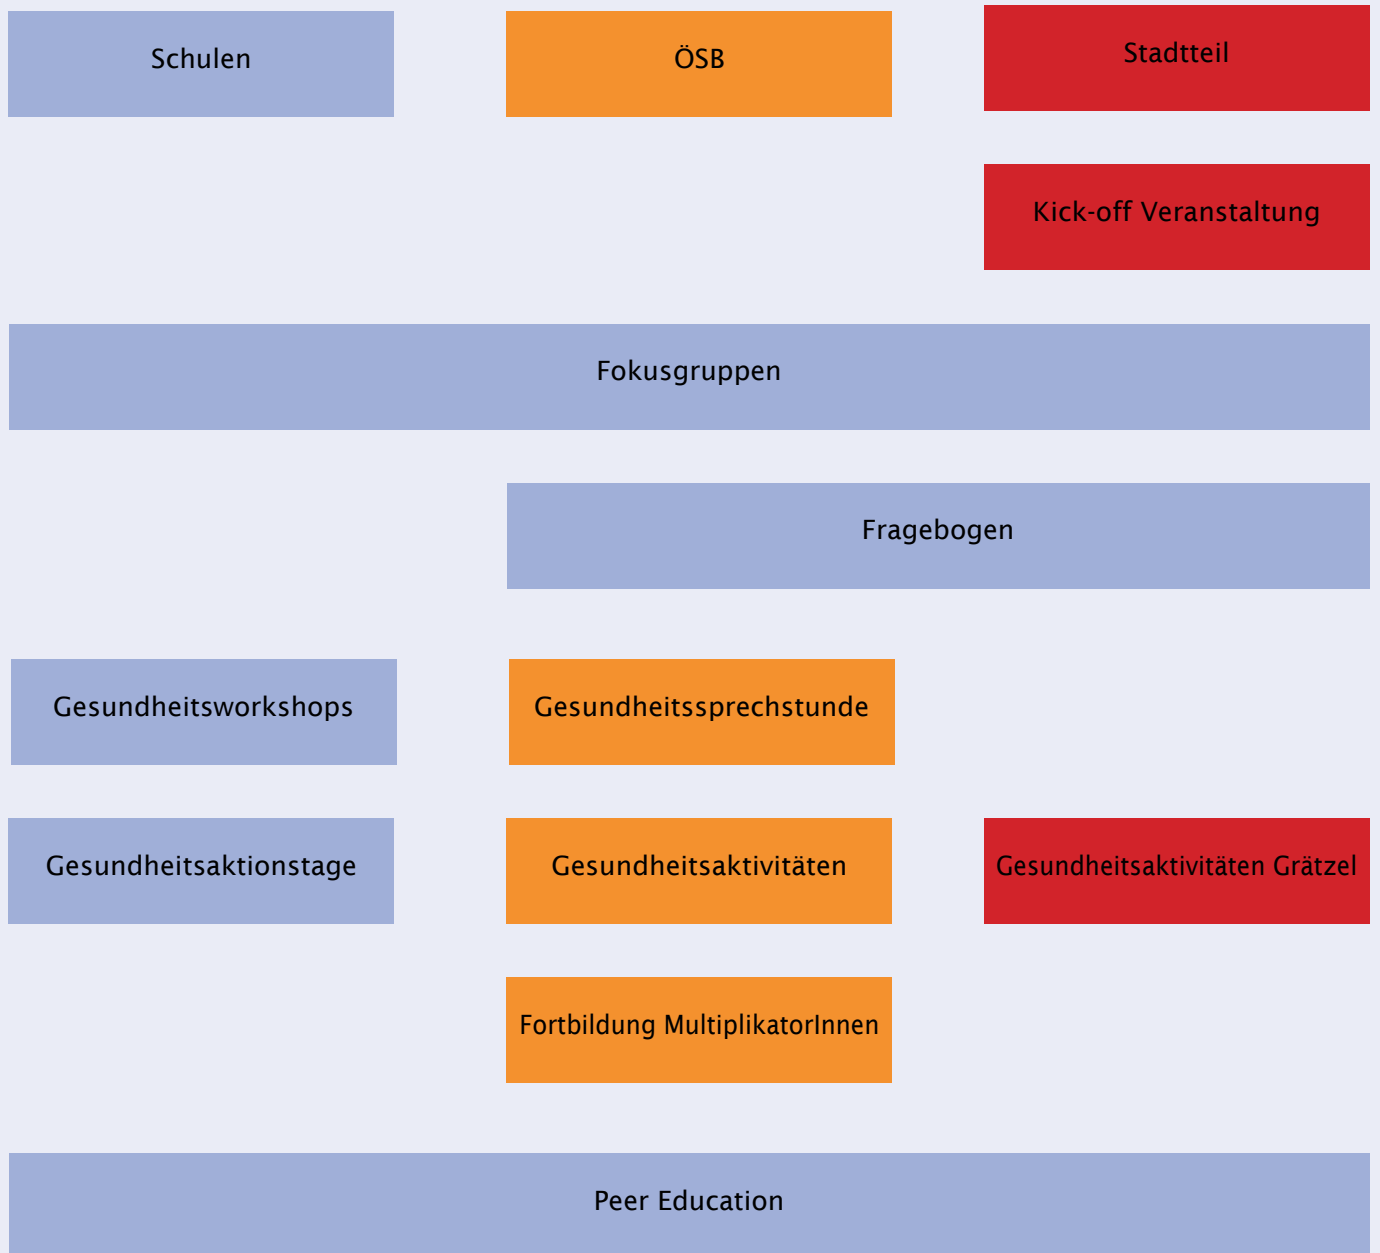 Schulen
ÖSB
Stadtteil
Kick-off Veranstaltung
Fokusgruppen
Fragebogen
Gesundheitsworkshops
Gesundheitssprechstunde
Gesundheitsaktionstage
Gesundheitsaktivitäten
Gesundheitsaktivitäten Grätzel
Fortbildung MultiplikatorInnen
Peer Education